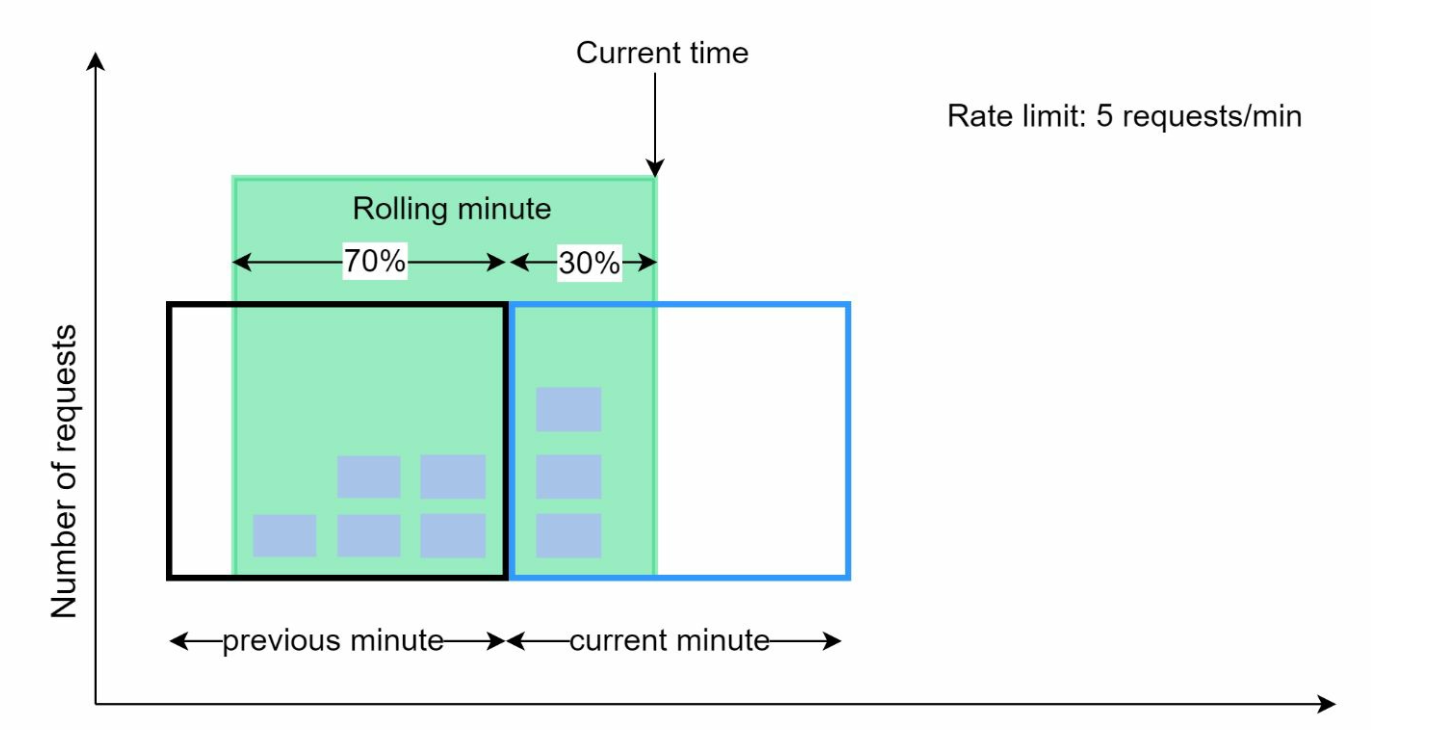 Current time
Rate limit: 5 requests/min
Rolling minute
70%
30%
Number of requests
previous minute
current minute